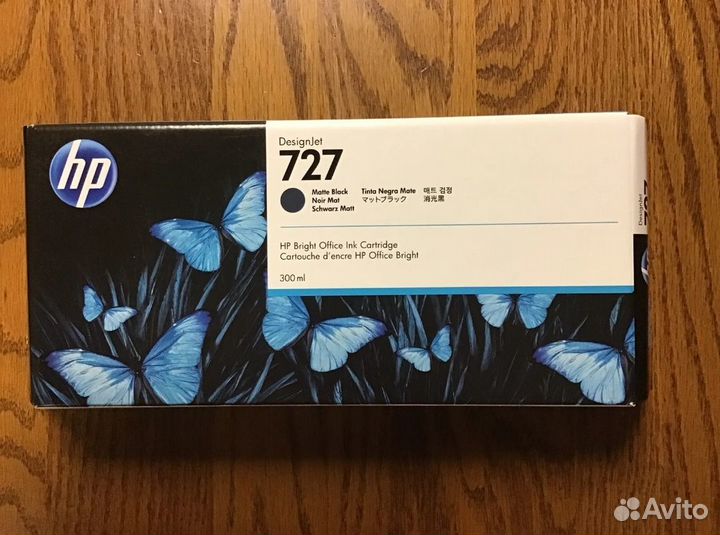 hp
DesignJet
727
Matte Black Tinta Negra Mate 매트 검정
Noir Mat マットブラック 消光黒
Schwarz Matt
HP Bright Office Ink Cartridge
Cartouche d'encre HP Office Bright
300 ml
DesignJet
727
Avito